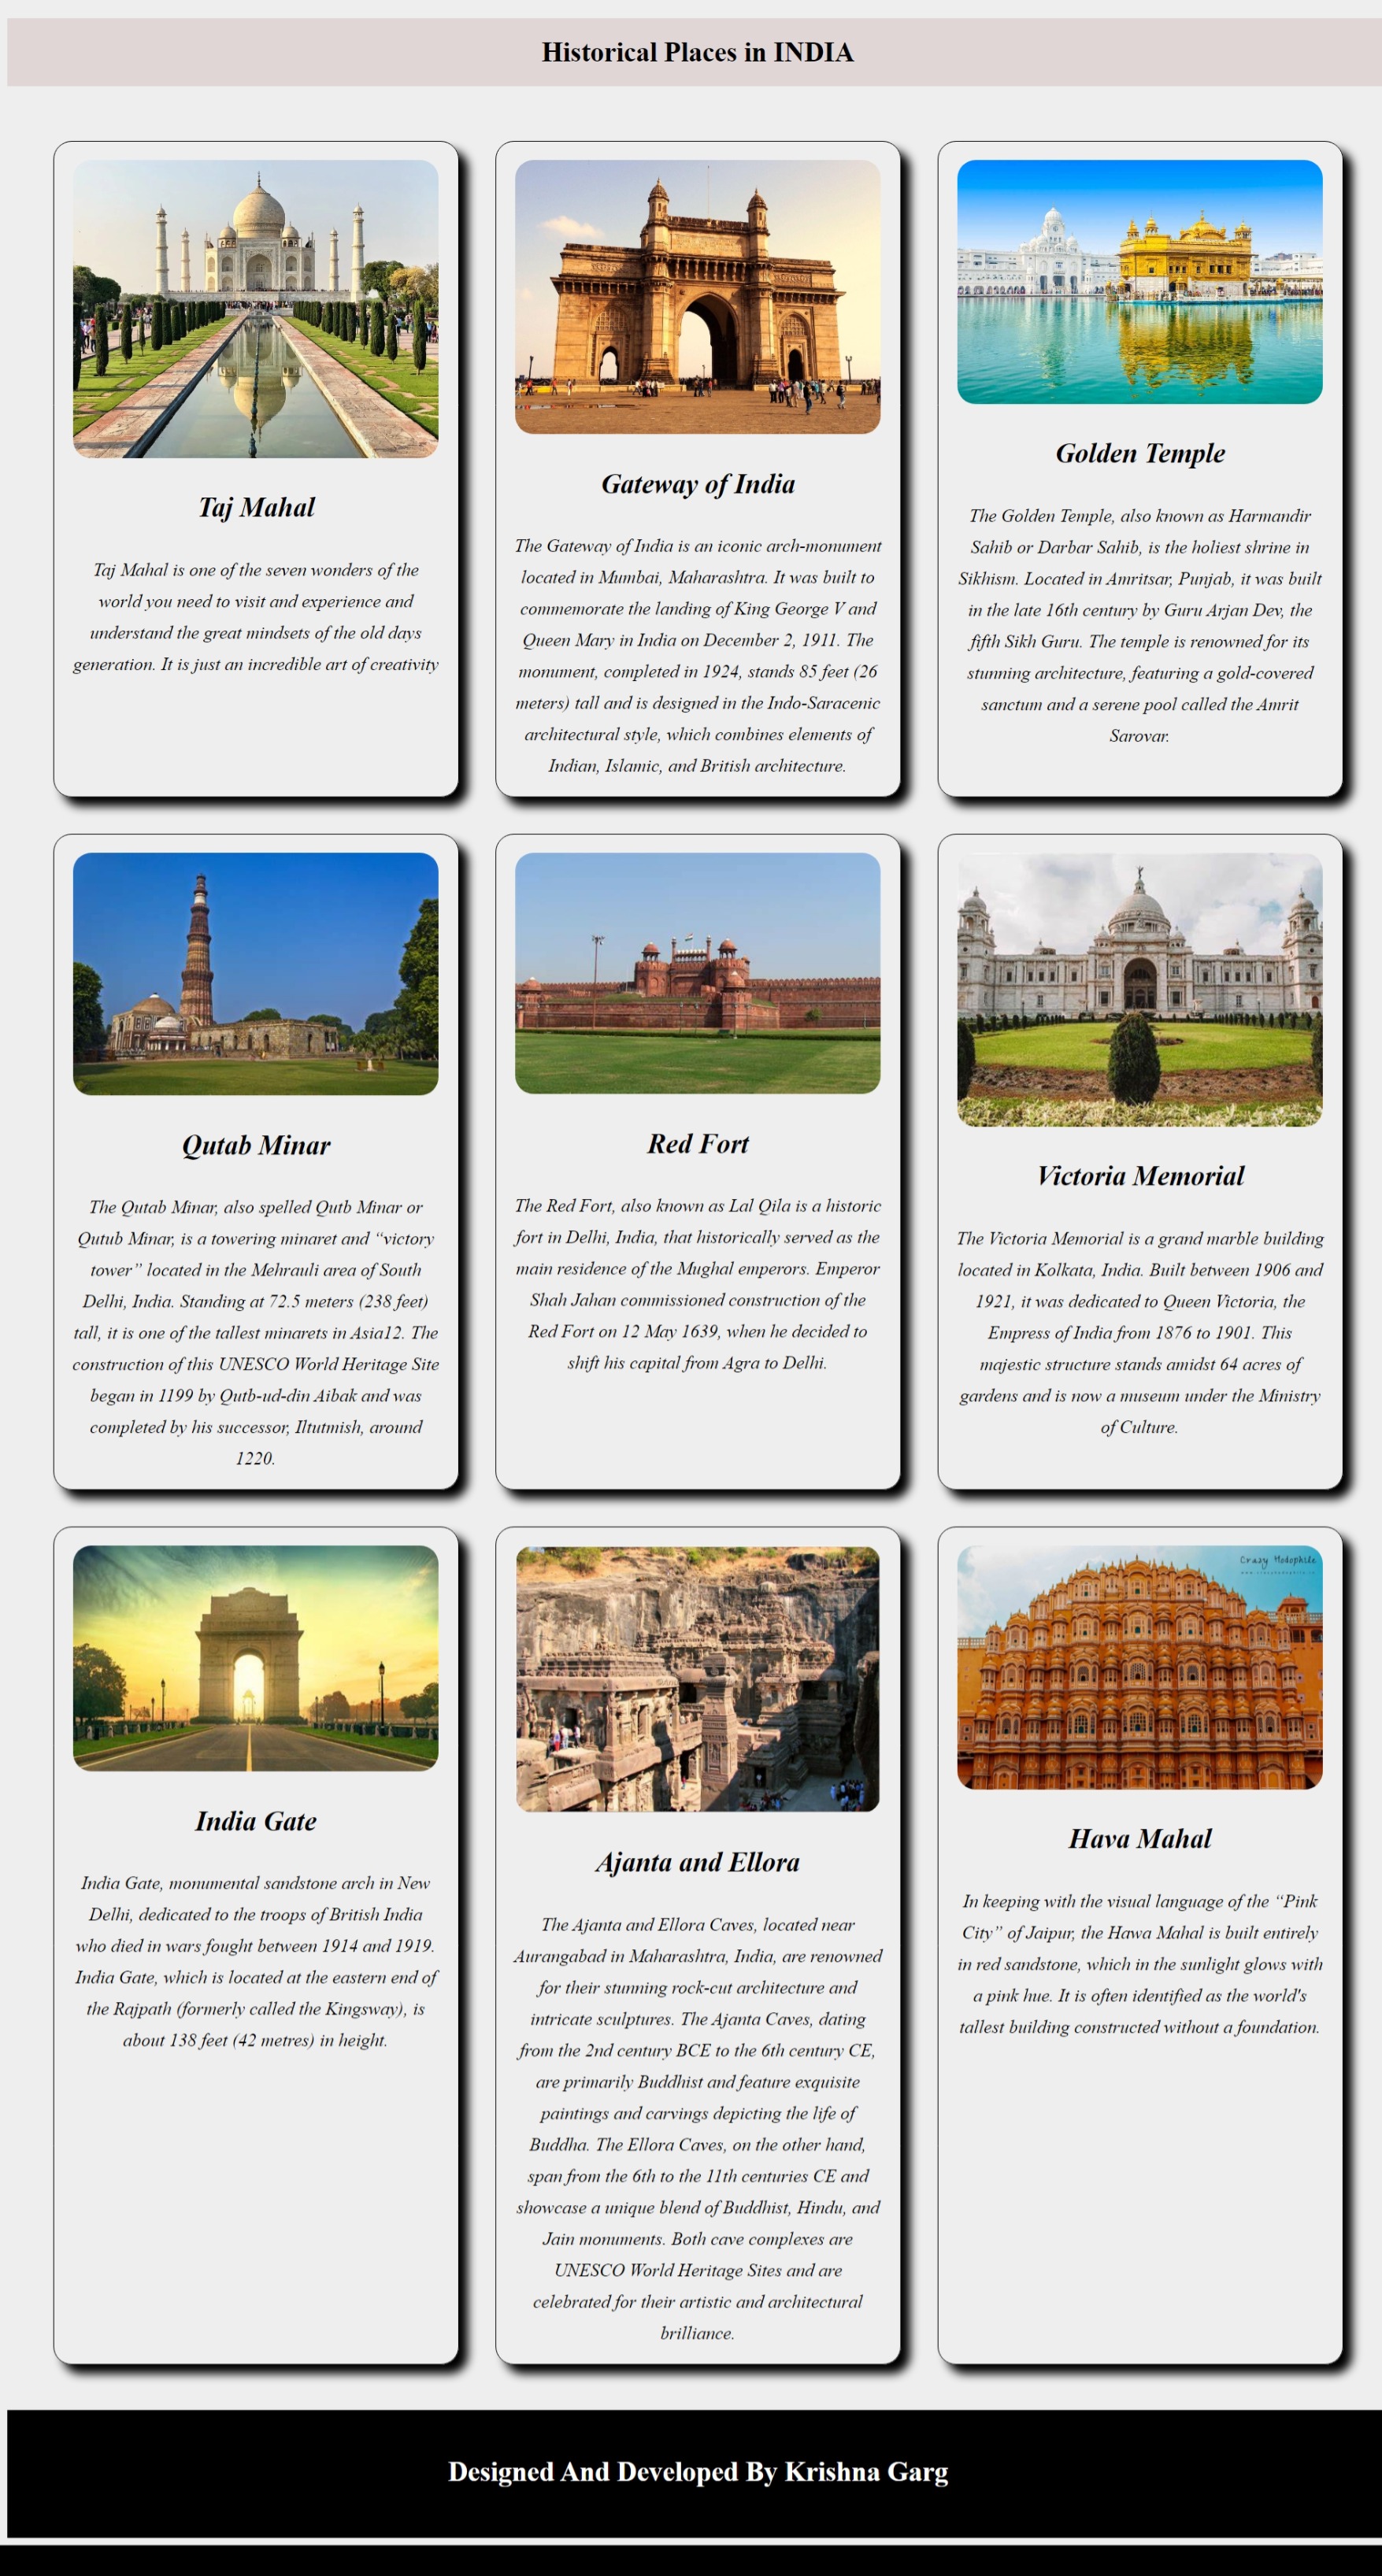 Historical Places in INDIA
Taj Mahal
Taj Mahal is one of the seven wonders of the
world you need to visit and experience and
understand the great mindsets of the old days
generation. It is just an incredible art of creativity
Gateway of India
The Gateway of India is an iconic arch-monument
located in Mumbai, Maharashtra. It was built to
commemorate the landing of King George V and
Queen Mary in India on December 2, 1911. The
monument, completed in 1924, stands 85 feet (26
meters) tall and is designed in the Indo-Saracenic
architectural style, which combines elements of
Indian, Islamic, and British architecture.
Golden Temple
The Golden Temple, also known as Harmandir
Sahib or Darbar Sahib, is the holiest shrine in
Sikhism. Located in Amritsar, Punjab, it was built
in the late 16th century by Guru Arjan Dev, the
fifth Sikh Guru. The temple is renowned for its
stunning architecture, featuring a gold-covered
sanctum and a serene pool called the Amrit
Sarovar.
Qutab Minar
The Qutab Minar, also spelled Qutb Minar or
Qutub Minar, is a towering minaret and “victory
tower” located in the Mehrauli area of South
Delhi, India. Standing at 72.5 meters (238 feet)
tall, it is one of the tallest minarets in Asia12. The
construction of this UNESCO World Heritage Site
began in 1199 by Qutb-ud-din Aibak and was
completed by his successor, Iltutmish, around
1220.
Red Fort
The Red Fort, also known as Lal Qila is a historic
fort in Delhi, India, that historically served as the
main residence of the Mughal emperors. Emperor
Shah Jahan commissioned construction of the
Red Fort on 12 May 1639, when he decided to
shift his capital from Agra to Delhi.
Victoria Memorial
The Victoria Memorial is a grand marble building
located in Kolkata, India. Built between 1906 and
1921, it was dedicated to Queen Victoria, the
Empress of India from 1876 to 1901. This
majestic structure stands amidst 64 acres of
gardens and is now a museum under the Ministry
of Culture.
India Gate
India Gate, monumental sandstone arch in New
Delhi, dedicated to the troops of British India
who died in wars fought between 1914 and 1919.
India Gate, which is located at the eastern end of
the Rajpath (formerly called the Kingsway), is
about 138 feet (42 metres) in height.
Ajanta and Ellora
The Ajanta and Ellora Caves, located near
Aurangabad in Maharashtra, India, are renowned
for their stunning rock-cut architecture and
intricate sculptures. The Ajanta Caves, dating
from the 2nd century BCE to the 6th century CE,
are primarily Buddhist and feature exquisite
paintings and carvings depicting the life of
Buddha. The Ellora Caves, on the other hand,
span from the 6th to the 11th centuries CE and
showcase a unique blend of Buddhist, Hindu, and
Jain monuments. Both cave complexes are
UNESCO World Heritage Sites and are
celebrated for their artistic and architectural
brilliance.
Crazy Hodophile
Hava Mahal
In keeping with the visual language of the “Pink
City” of Jaipur, the Hawa Mahal is built entirely
in red sandstone, which in the sunlight glows with
a pink hue. It is often identified as the world's
tallest building constructed without a foundation.
Designed And Developed By Krishna Garg